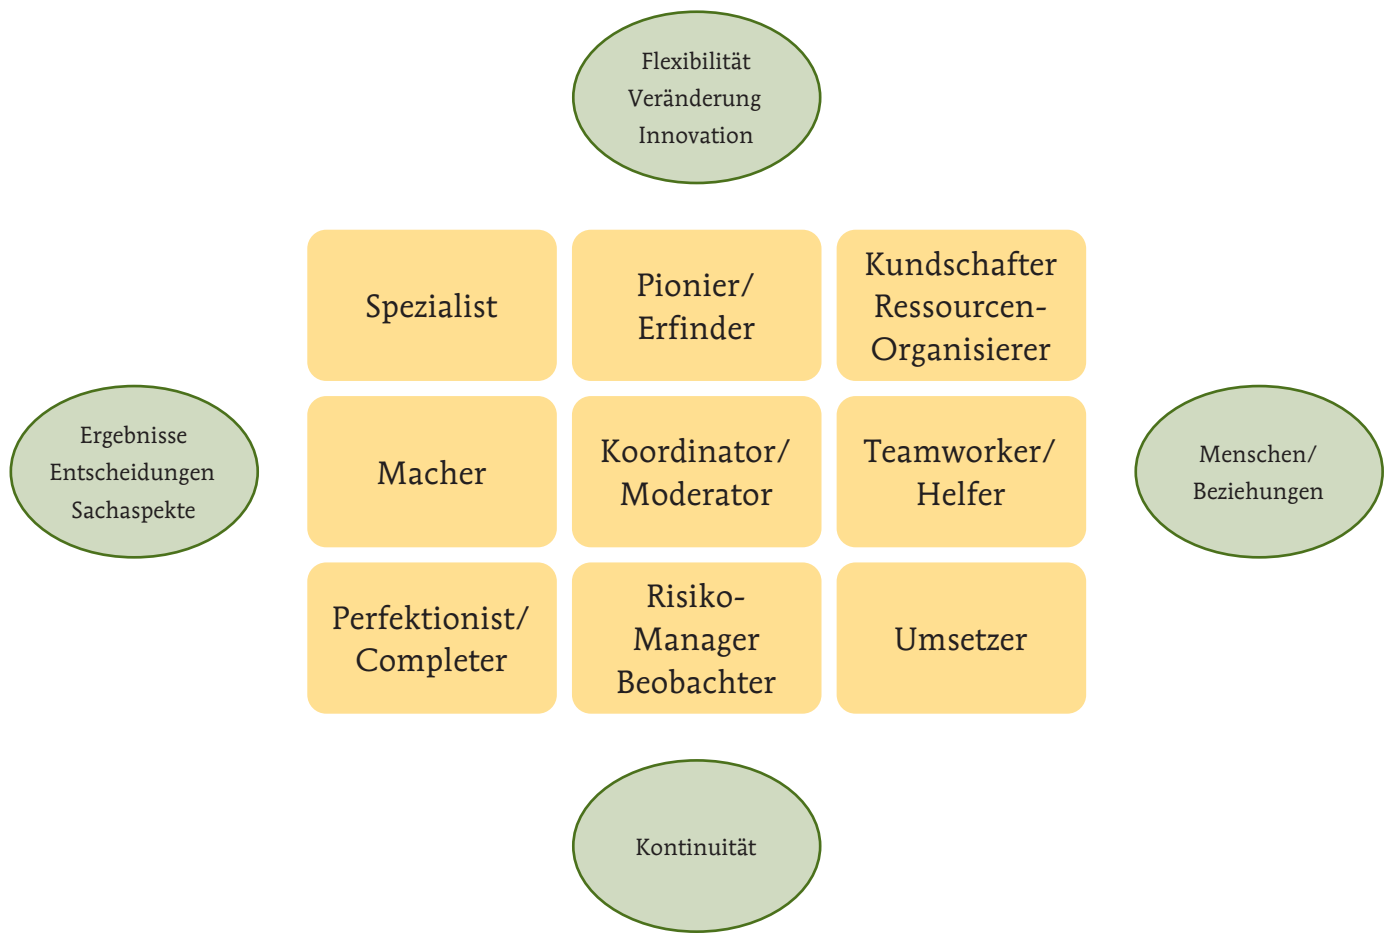 Flexibilität
Veränderung
Innovation
Spezialist
Pionier/
Erfinder
Kundschafter
Ressourcen-
Organisierer
Ergebnisse
Entscheidungen
Sachaspekte
Macher
Koordinator/
Moderator
Teamworker/
Helfer
Menschen/
Beziehungen
Perfektionist/
Completer
Risiko-
Manager
Beobachter
Umsetzer
Kontinuität